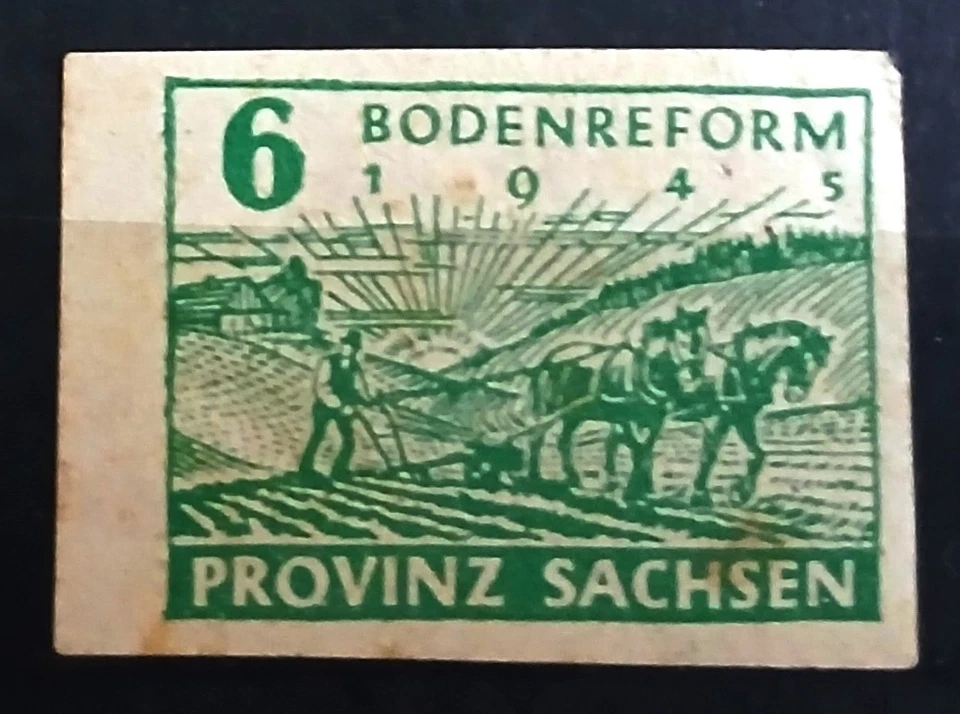 6 BODENREFORM
1 9 4 5
PROVINZ SACHSEN